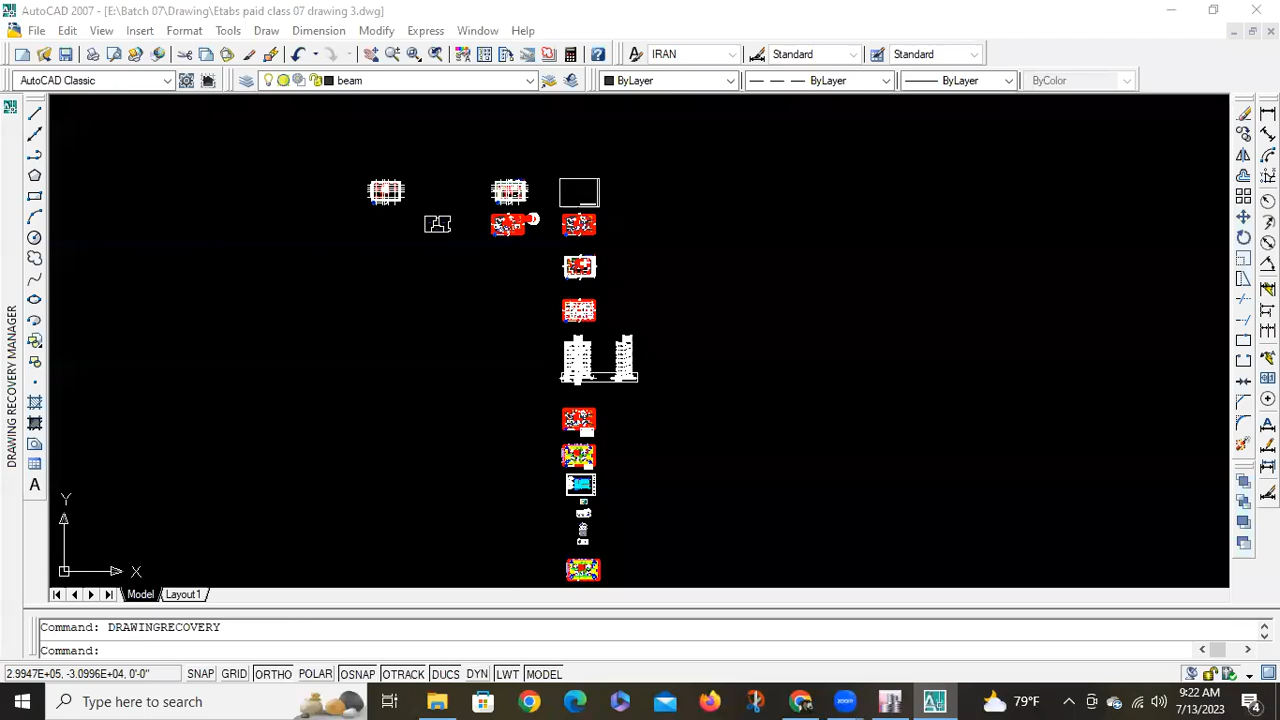 AutoCAD 2007 - [E:\Batch 07\Drawing\Etabs paid class 07 drawing 3.dwg]
File Edit View Insert Format Tools Draw Dimension Modify Express Window Help
IRAN Standard Standard
AutoCAD Classic beam ByLayer ByLayer ByLayer ByColor
DRAWING RECOVERY MANAGER
A
A
Y
X
Model Layout1
Command: DRAWINGRECOVERY
Command:
2.9947E+05, -3.0996E+04, 0'-0" SNAP GRID ORTHO POLAR OSNAP OTRACK DUCS DYN LWT MODEL
Type here to search zoom 79°F 9:22 AM
7/13/2023 4